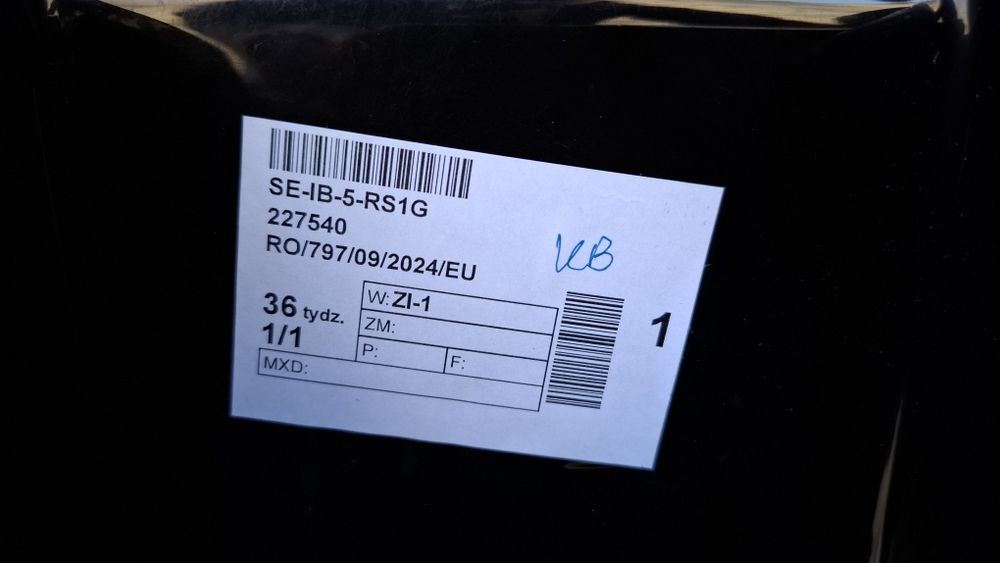 SE-IB-5-RS1G
227540
RO/797/09/2024/EU
KB
36 tydz.
1/1
W: ZI-1
ZM:
P:
F:
MXD:
1